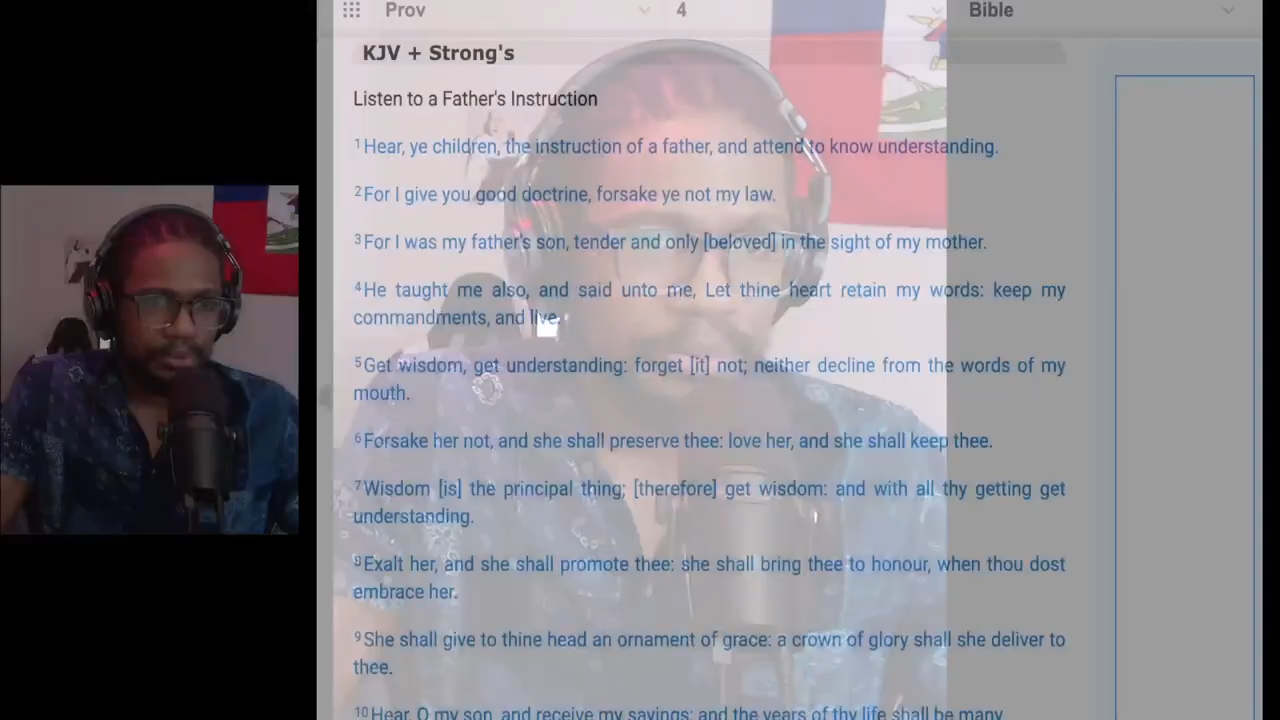 Prov 4 Bible
KJV + Strong's
Listen to a Father's Instruction
1 Hear, ye children, the instruction of a father, and attend to know understanding.
2 For I give you good doctrine, forsake ye not my law.
3 For I was my father's son, tender and only [beloved] in the sight of my mother.
4 He taught me also, and said unto me, Let thine heart retain my words: keep my
commandments, and live.
5 Get wisdom, get understanding: forget [it] not; neither decline from the words of my
mouth.
6 Forsake her not, and she shall preserve thee: love her, and she shall keep thee.
7 Wisdom [is] the principal thing; [therefore] get wisdom: and with all thy getting get
understanding.
8 Exalt her, and she shall promote thee: she shall bring thee to honour, when thou dost
embrace her.
9 She shall give to thine head an ornament of grace: a crown of glory shall she deliver to
thee.
10 Hear, O my son, and receive my sayings; and the years of thy life shall be many.